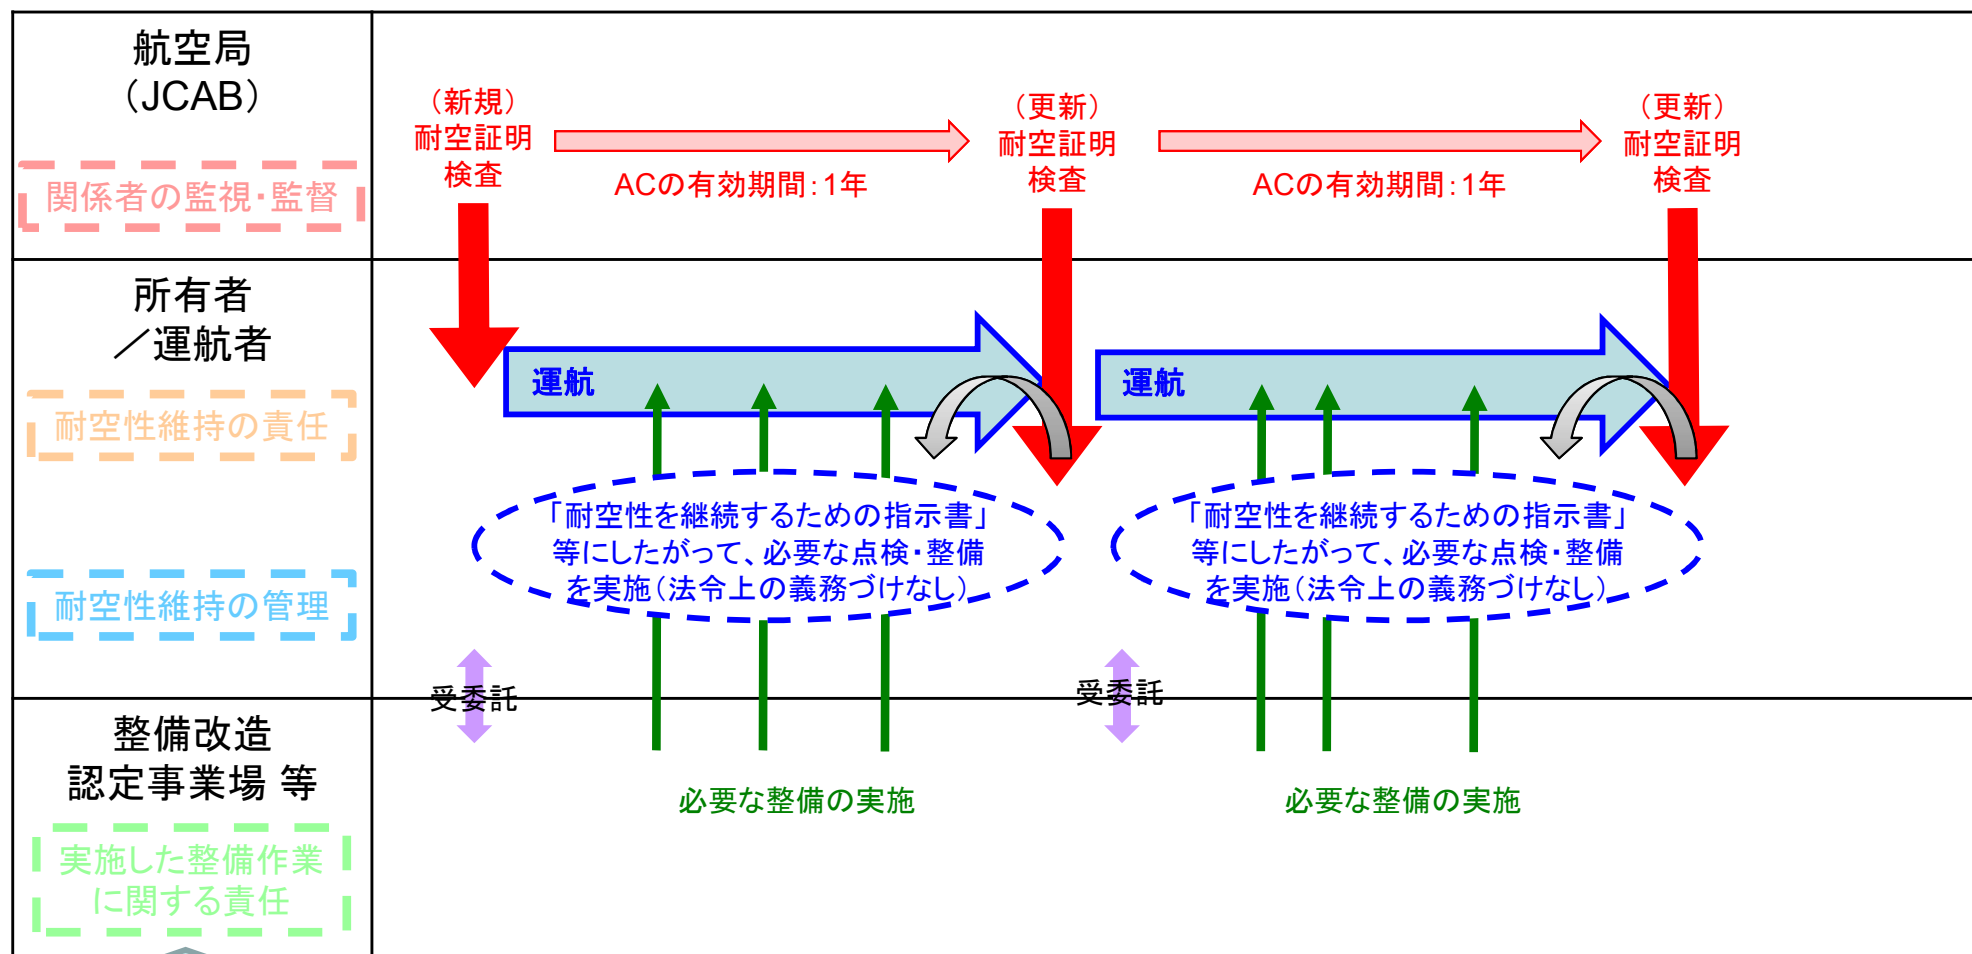 航空局
（JCAB）
関係者の監視・監督
（新規）
耐空証明
検査
ACの有効期間：1年
（更新）
耐空証明
検査
ACの有効期間：1年
（更新）
耐空証明
検査
所有者
／運航者
耐空性維持の責任
耐空性維持の管理
運航
運航
「耐空性を継続するための指示書」
等にしたがって、必要な点検・整備
を実施（法令上の義務づけなし）
「耐空性を継続するための指示書」
等にしたがって、必要な点検・整備
を実施（法令上の義務づけなし）
受委託
受委託
整備改造
認定事業場 等
実施した整備作業
に関する責任
必要な整備の実施
必要な整備の実施